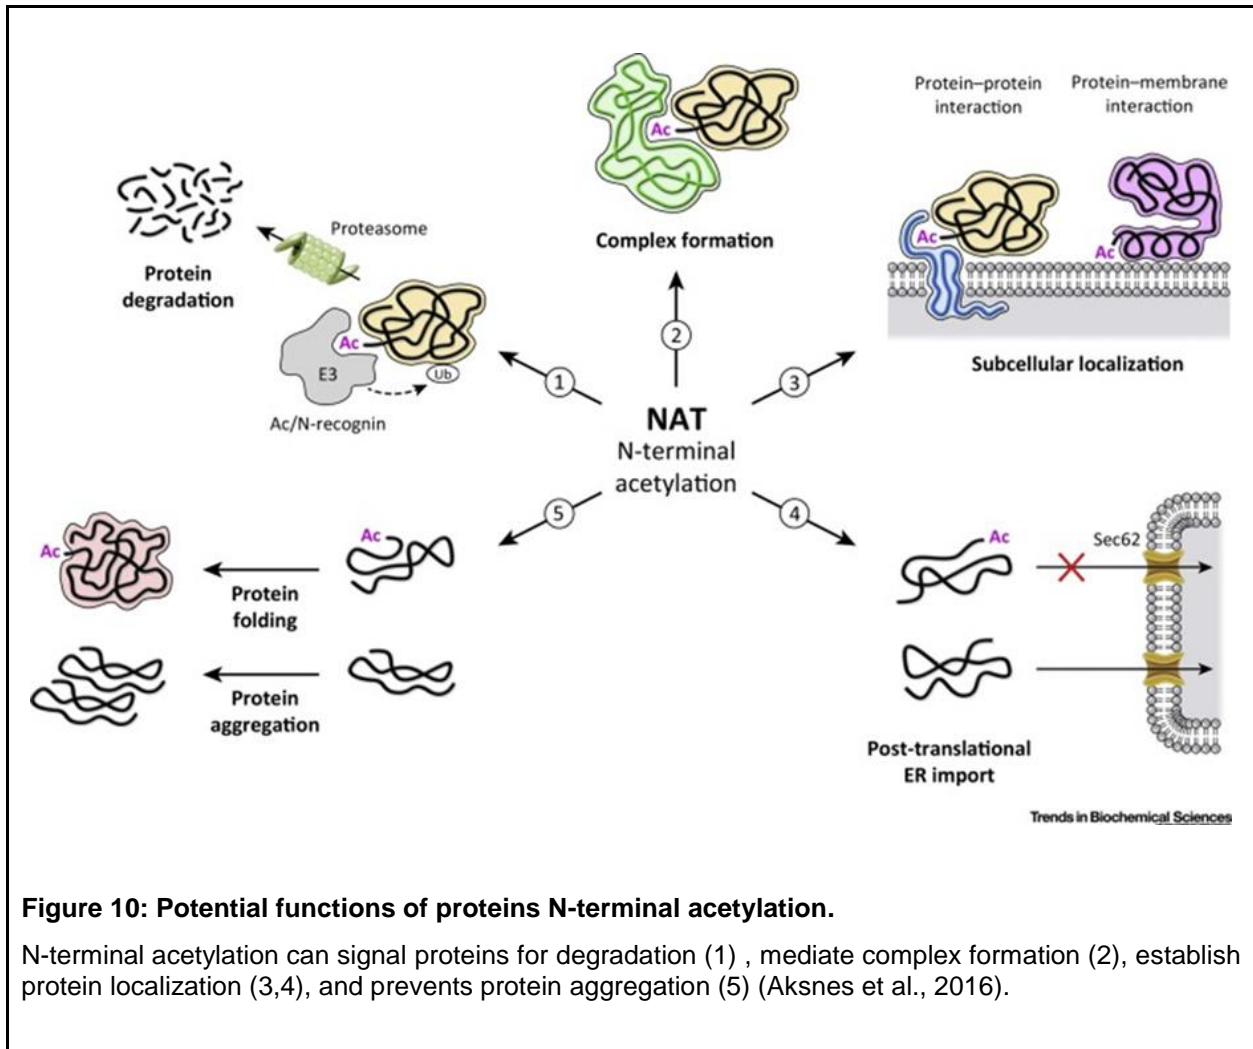 Protein–protein
interaction
Protein–membrane
interaction
Ac
Complex formation
Proteasome
Protein
degradation
Ac
E3
Ub
Ac/N-recognin
Ac
Ac
Subcellular localization
1
2
3
NAT
N-terminal
acetylation
5
4
Ac
Ac
Protein
folding
Protein
aggregation
Ac
Sec62
Post-translational
ER import
Trends in Biochemical Sciences
Figure 10: Potential functions of proteins N-terminal acetylation.
N-terminal acetylation can signal proteins for degradation (1) , mediate complex formation (2), establish
protein localization (3,4), and prevents protein aggregation (5) (Aksnes et al., 2016).